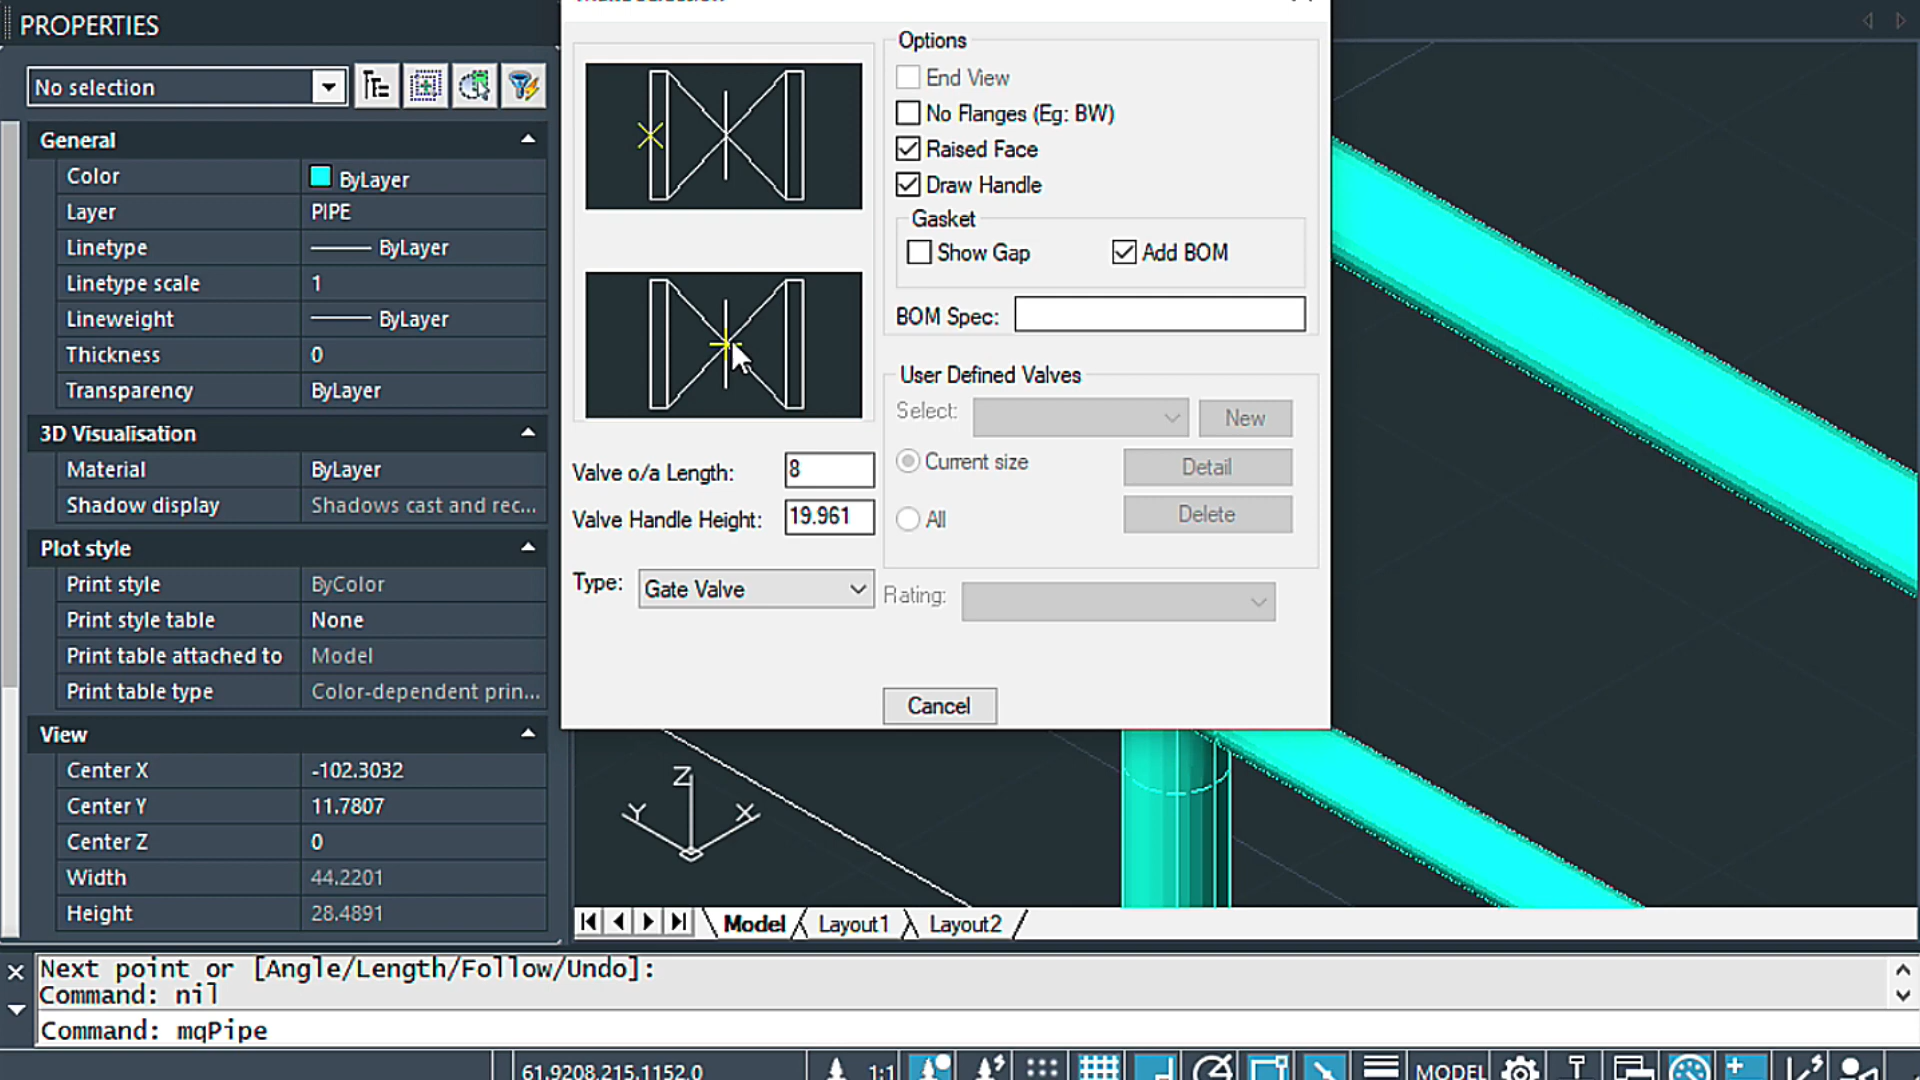 PROPERTIES
No selection
General
Color ByLayer
Layer PIPE
Linetype ByLayer
Linetype scale 1
Lineweight ByLayer
Thickness 0
Transparency ByLayer
3D Visualisation
Material ByLayer
Shadow display Shadows cast and rec...
Plot style
Print style ByColor
Print style table None
Print table attached to Model
Print table type Color-dependent prin...
View
Center X -102.3032
Center Y 11.7807
Center Z 0
Width 44.2201
Height 28.4891
Options
End View
No Flanges (Eg: BW)
Raised Face
Draw Handle
Gasket
Show Gap Add BOM
BOM Spec:
User Defined Valves
Select: New
Current size Detail
All Delete
Valve o/a Length: 8
Valve Handle Height: 19.961
Type: Gate Valve Rating:
Cancel
Z
Y X
Model Layout1 Layout2
Next point or [Angle/Length/Follow/Undo]:
Command: nil
Command: mqPipe
61.9208,215.1152,0 1:1 MODEL